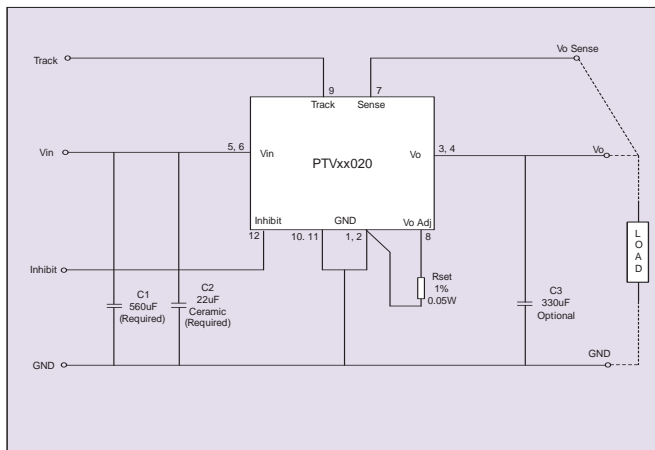 Vo Sense
Track
9
7
Track
Sense
Vin
5, 6
Vin
PTVxx020
Vo
3, 4
Vo
Inhibit
GND
Vo Adj
12
10. 11
1, 2
8
LOAD
Inhibit
Rset
1%
0.05W
C1
560uF
(Required)
C2
22uF
Ceramic
(Required)
C3
330uF
Optional
GND
GND